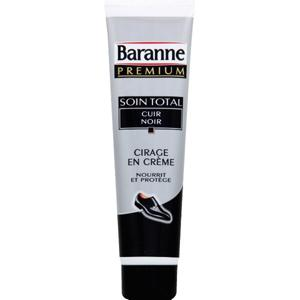 Baranne
PREMIUM
SOIN TOTAL
CUIR
NOIR
CIRAGE
EN CRÈME
NOURRIT
ET PROTÈGE